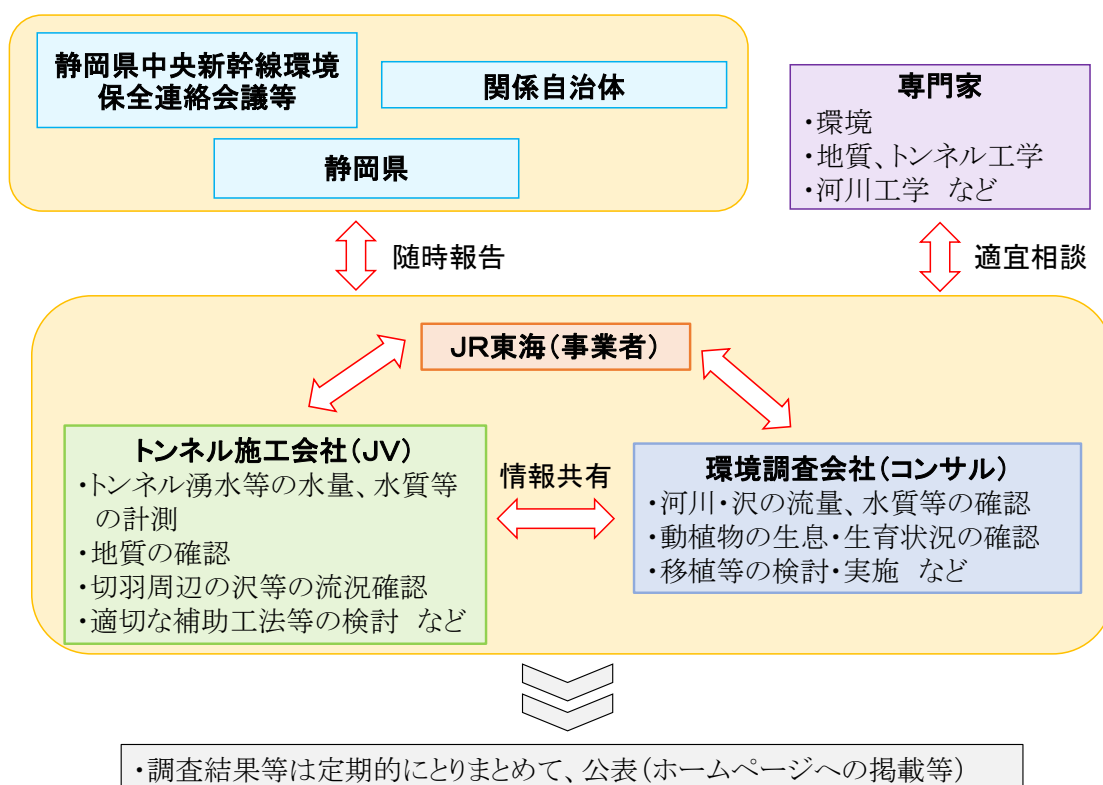 静岡県中央新幹線環境
保全連絡会議等
関係自治体
静岡県
専門家
・環境
・地質、トンネル工学
・河川工学　など
随時報告
適宜相談
JR東海(事業者)
トンネル施工会社(JV)
・トンネル湧水等の水量、水質等
の計測
・地質の確認
・切羽周辺の沢等の流況確認
・適切な補助工法等の検討　など
情報共有
環境調査会社(コンサル)
・河川・沢の流量、水質等の確認
・動植物の生息・生育状況の確認
・移植等の検討・実施　など
・調査結果等は定期的にとりまとめて、公表(ホームページへの掲載等)